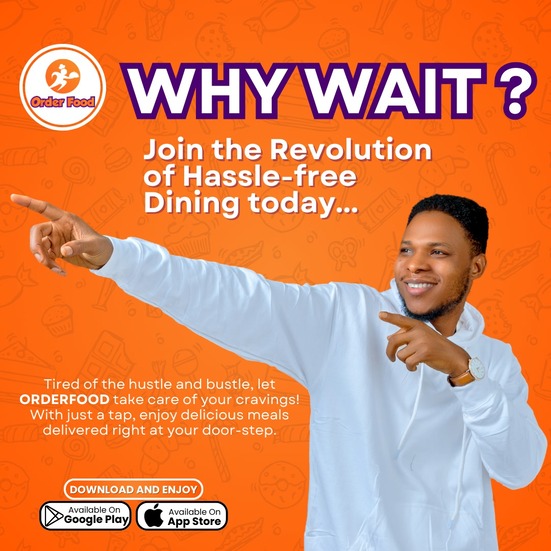 Order Food
WHY WAIT ?
Join the Revolution
of Hassle-free
Dining today...
Tired of the hustle and bustle, let
ORDERFOOD take care of your cravings!
With just a tap, enjoy delicious meals
delivered right at your door-step.
DOWNLOAD AND ENJOY
Available On
Google Play
Available On
App Store